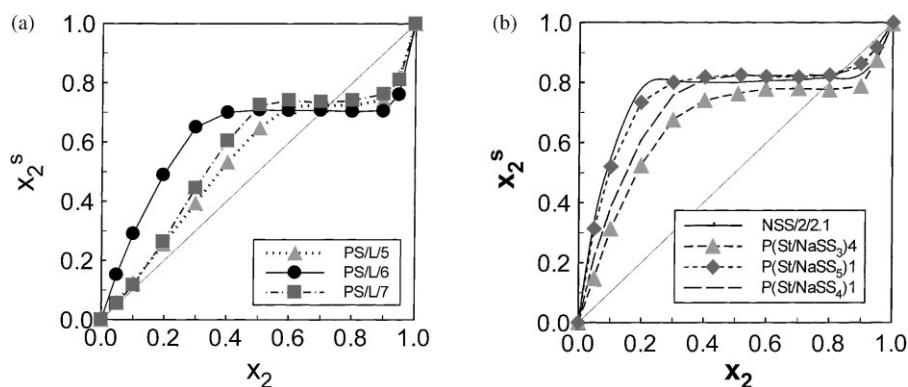 (a)
1.0
0.8
0.6
0.4
0.2
0.0
x₂ˢ
PS/L/5
PS/L/6
PS/L/7
0.0 0.2 0.4 0.6 0.8 1.0
x₂
(b)
1.0
0.8
0.6
0.4
0.2
0.0
x₂ˢ
NSS/2/2.1
P(St/NaSS₃)4
P(St/NaSS₅)1
P(St/NaSS₄)1
0.0 0.2 0.4 0.6 0.8 1.0
x₂